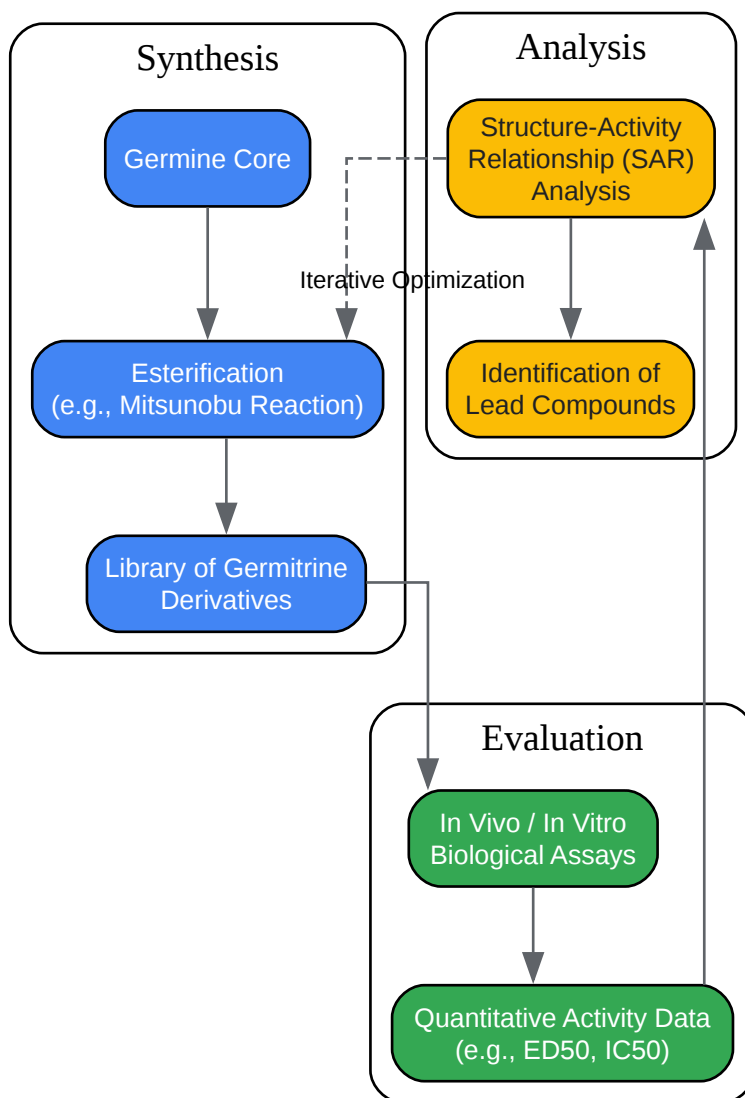 Synthesis
Germine Core
Esterification
(e.g., Mitsunobu Reaction)
Library of Germitrine
Derivatives
Analysis
Structure-Activity
Relationship (SAR)
Analysis
Iterative Optimization
Identification of
Lead Compounds
Evaluation
In Vivo / In Vitro
Biological Assays
Quantitative Activity Data
(e.g., ED50, IC50)